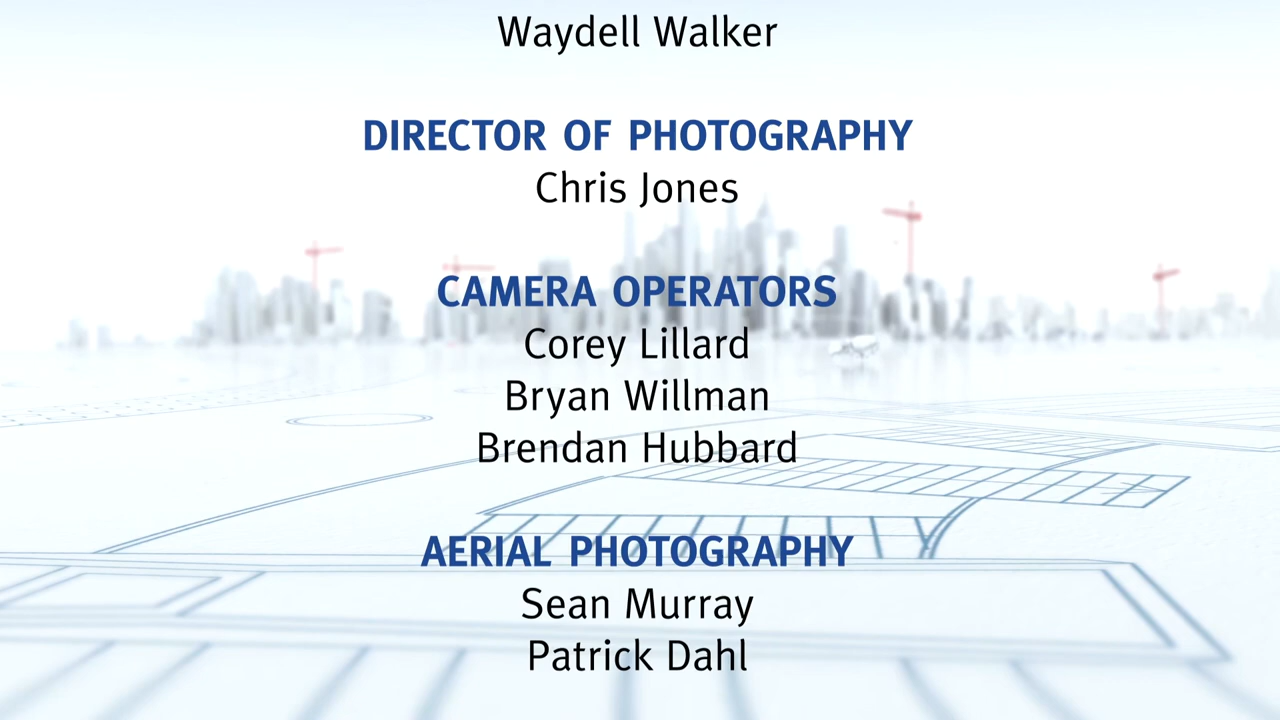 Waydell Walker
DIRECTOR OF PHOTOGRAPHY
Chris Jones
CAMERA OPERATORS
Corey Lillard
Bryan Willman
Brendan Hubbard
AERIAL PHOTOGRAPHY
Sean Murray
Patrick Dahl